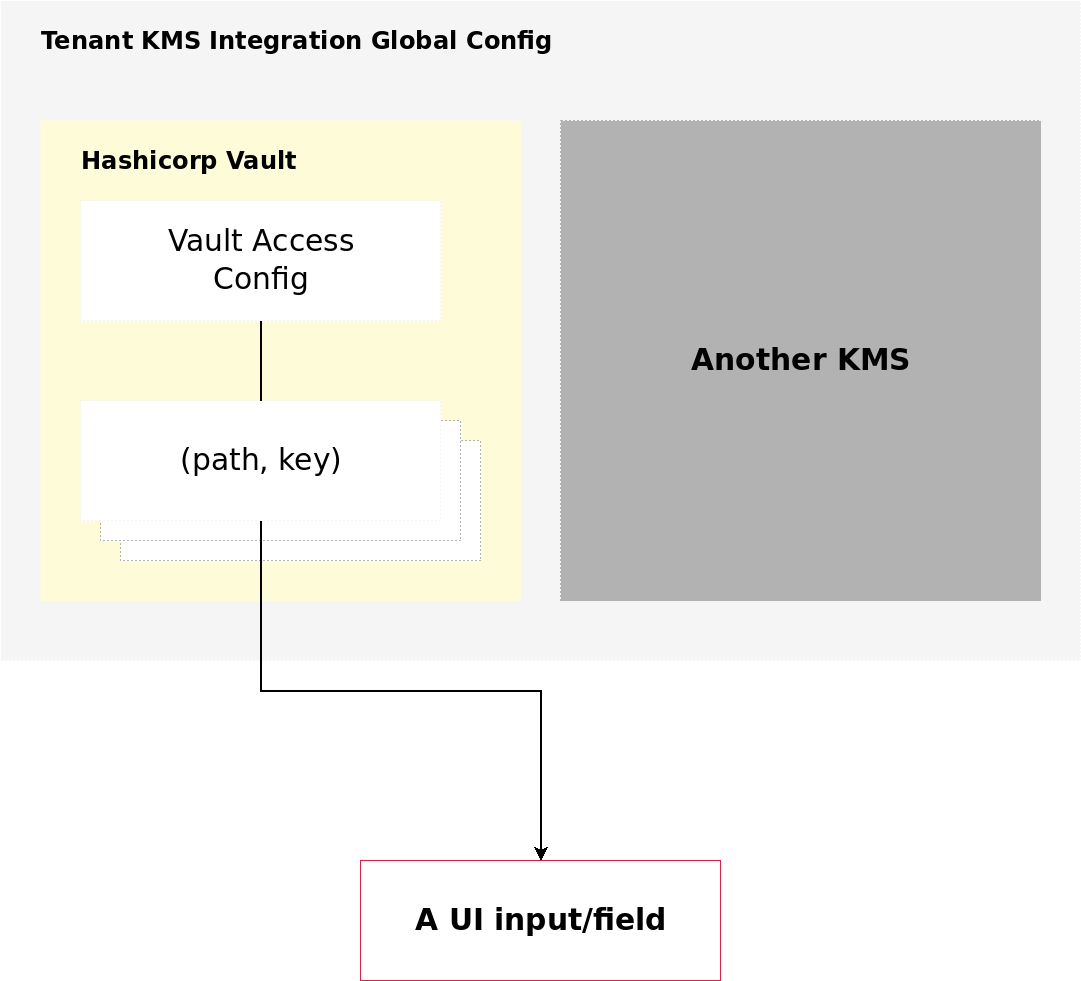 Tenant KMS Integration Global Config
Hashicorp Vault
Vault Access
Config
(path, key)
Another KMS
A UI input/field